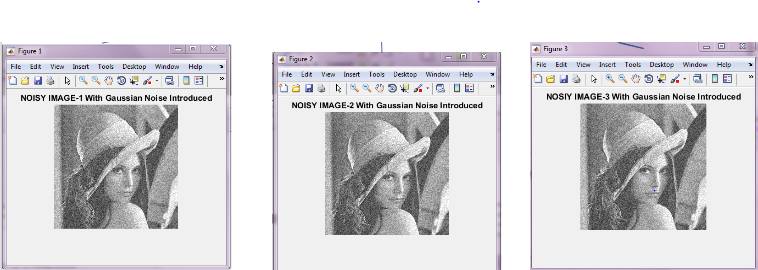 Figure 1
File Edit View Insert Tools Desktop Window Help
NOISY IMAGE-1 With Gaussian Noise Introduced
Figure 2
File Edit View Insert Tools Desktop Window Help
NOISY IMAGE-2 With Gaussian Noise Introduced
Figure 3
File Edit View Insert Tools Desktop Window Help
NOSIY IMAGE-3 With Gaussian Noise Introduced